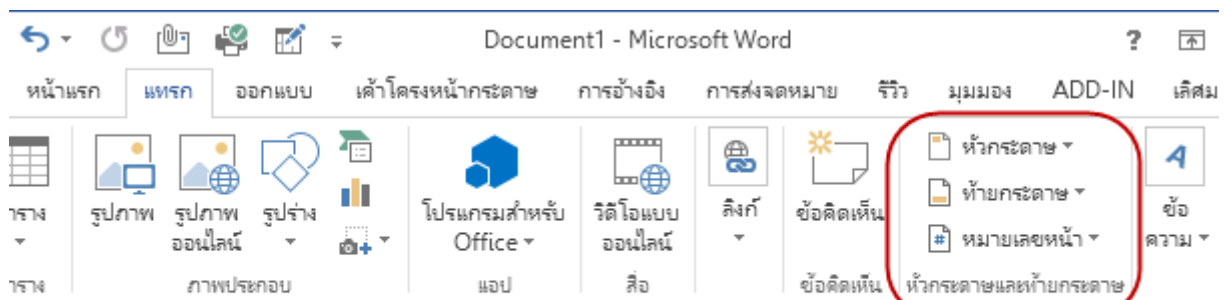 Document1 - Microsoft Word ?
หน้าแรก แทรก ออกแบบ เค้าโครงหน้ากระดาษ การอ้างอิง การส่งจดหมาย รีวิว มุมมอง ADD-IN
รูปภาพ
รูปภาพ
ออนไลน์
รูปร่าง
ภาพประกอบ
โปรแกรมสำหรับ
Office
แอป
วิดีโอแบบ
ออนไลน์
สื่อ
ลิงก์
ข้อคิดเห็น
ข้อคิดเห็น
หัวกระดาษ
ท้ายกระดาษ
# หมายเลขหน้า
หัวกระดาษและท้ายกระดาษ
A
ข้อ
ความ